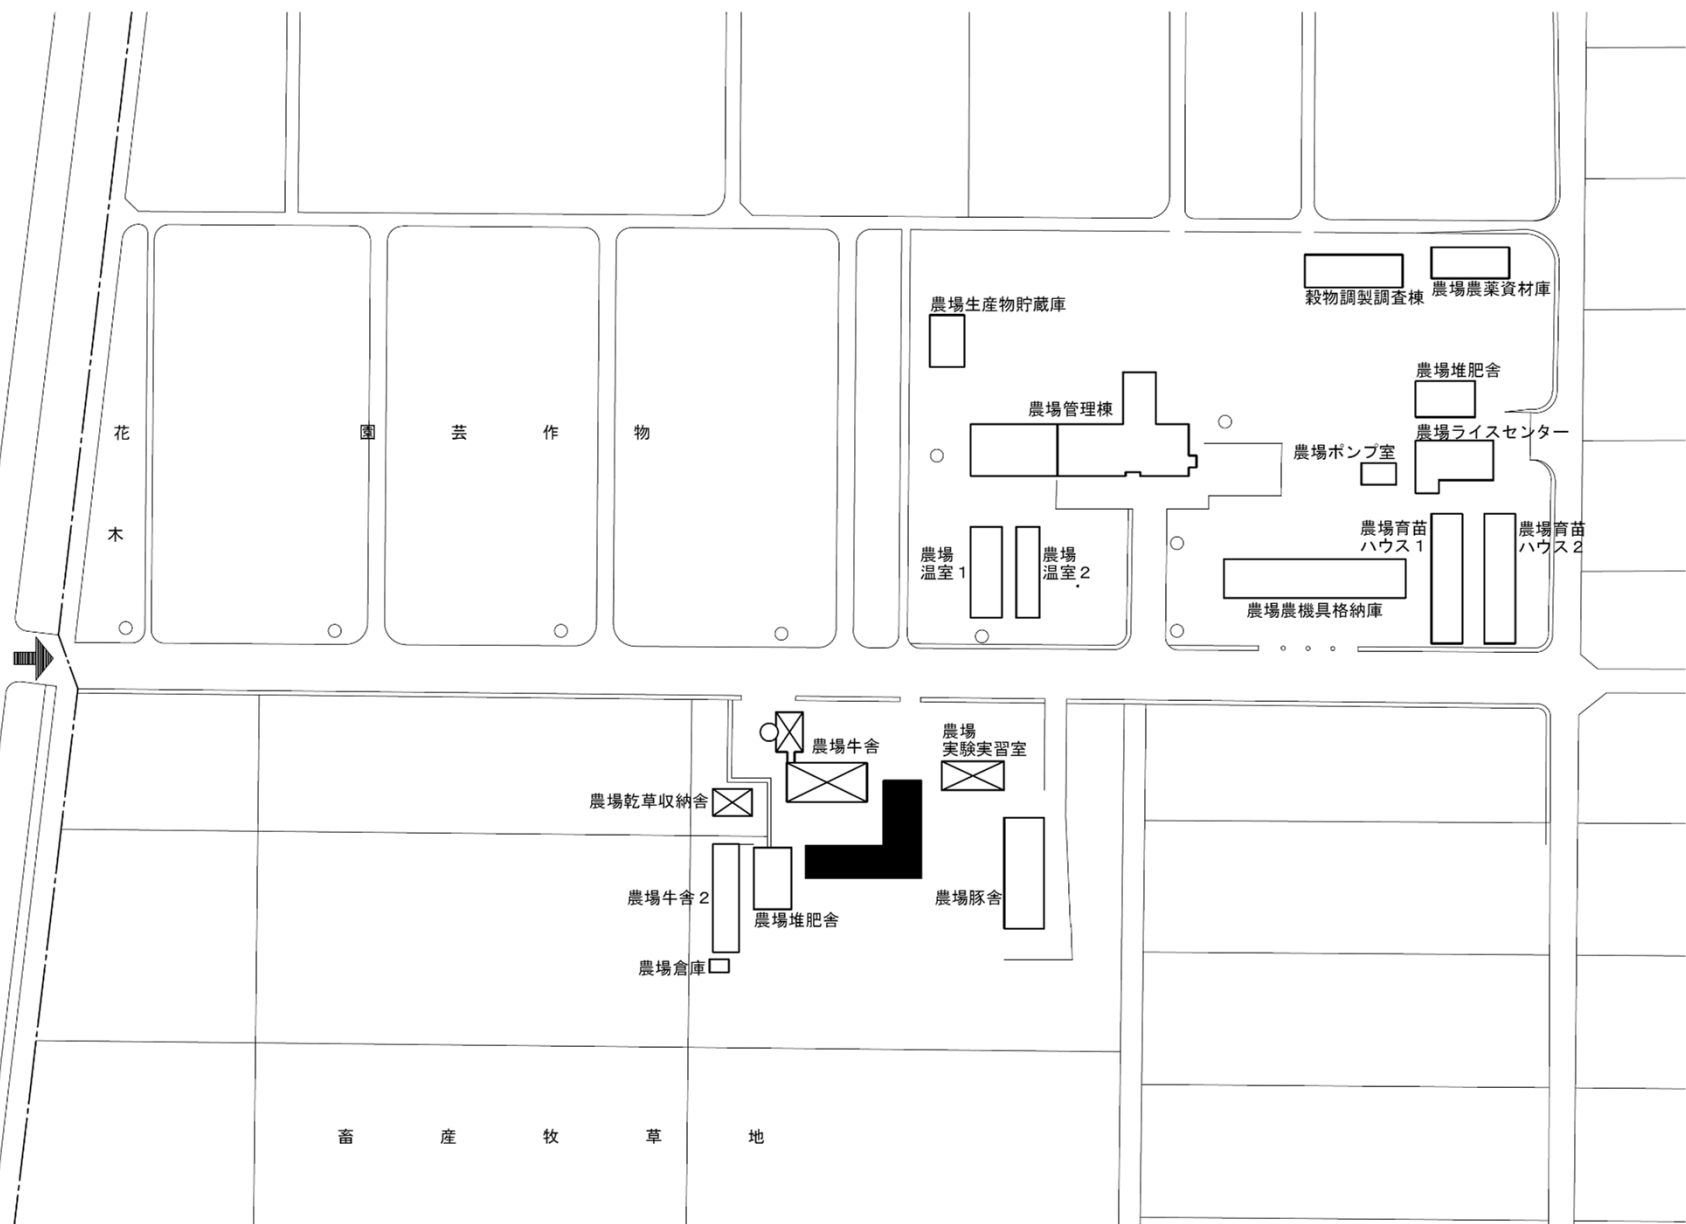 穀物調製調査棟
農場農薬資材庫
農場生産物貯蔵庫
農場堆肥舎
農場管理棟
花
木
園芸作物
農場ライスセンター
農場ポンプ室
農場育苗
ハウス1
農場育苗
ハウス2
農場
温室1
農場
温室2
農場農機具格納庫
農場牛舎
農場
実験実習室
農場乾草収納舎
農場牛舎2
農場堆肥舎
農場豚舎
農場倉庫
畜産牧草地